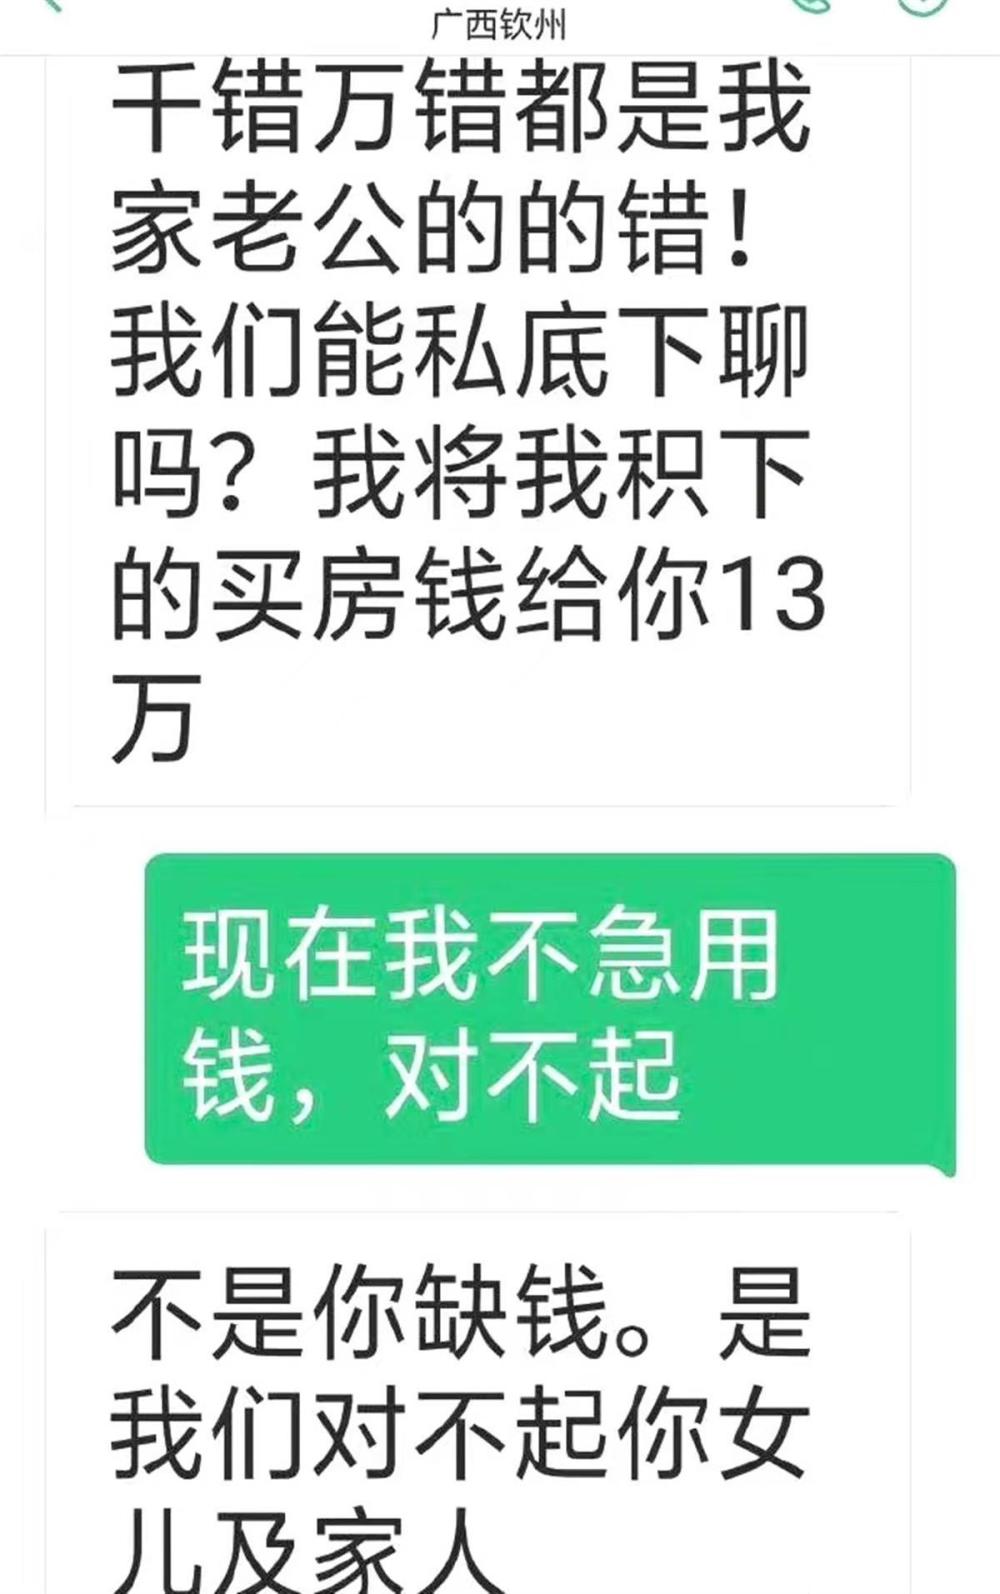 广西钦州
千错万错都是我
家老公的的错！
我们能私底下聊
吗？我将我积下
的买房钱给你13
万
现在我不急用
钱，对不起
不是你缺钱。是
我们对不起你女
儿及家人